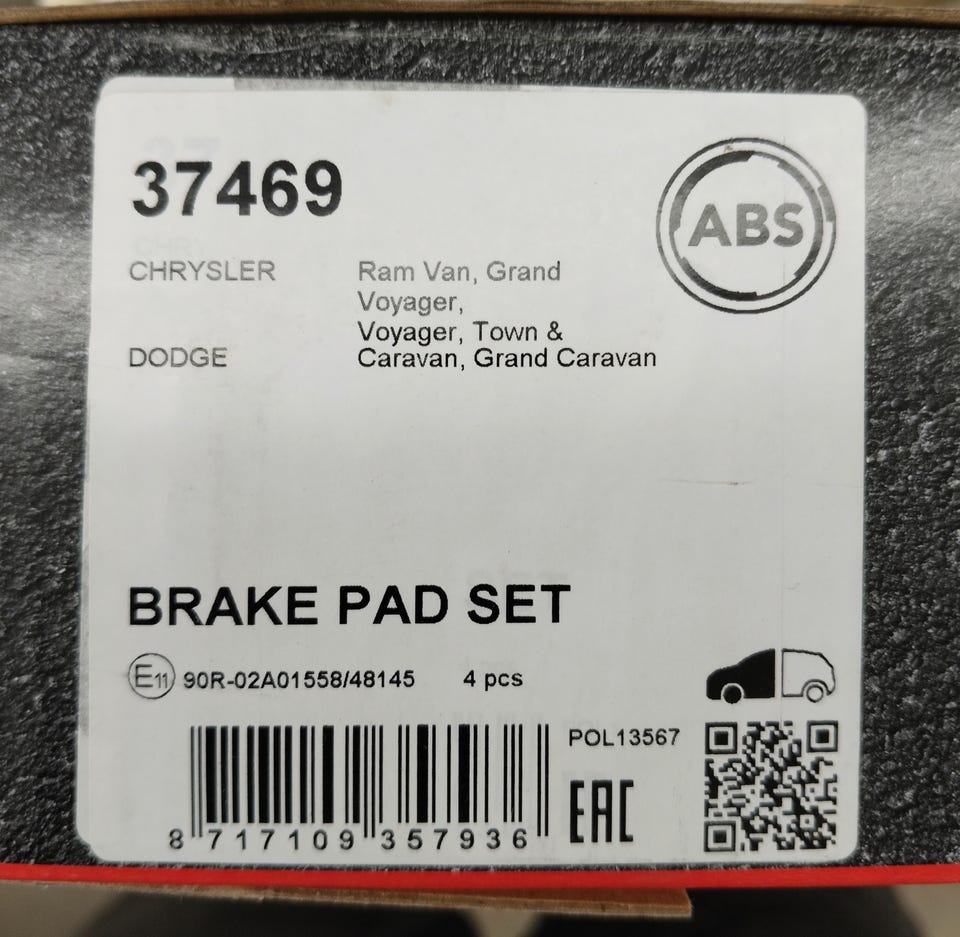 37469
ABS
CHRYSLER Ram Van, Grand
Voyager,
Voyager, Town &
DODGE Caravan, Grand Caravan
BRAKE PAD SET
E11 90R-02A01558/48145 4 pcs
POL13567
EAC
8 717109 357936